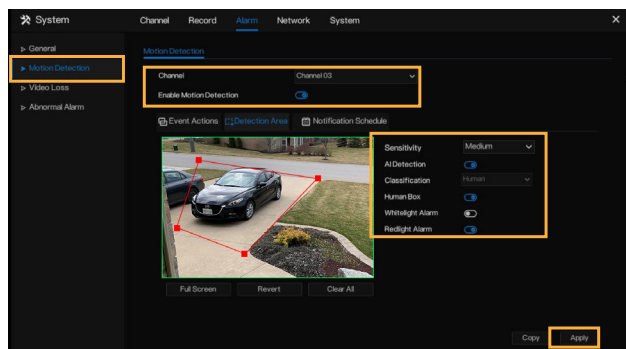 System
Channel Record Alarm Network System
X
General
Motion Detection
Video Loss
Abnormal Alarm
Motion Detection
Channel Channel 03
Enable Motion Detection
Event Actions Detection Area Notification Schedule
Sensitivity Medium
AI Detection
Classification Human
Human Box
Whitelight Alarm
Redlight Alarm
Full Screen Revert Clear All
Copy Apply